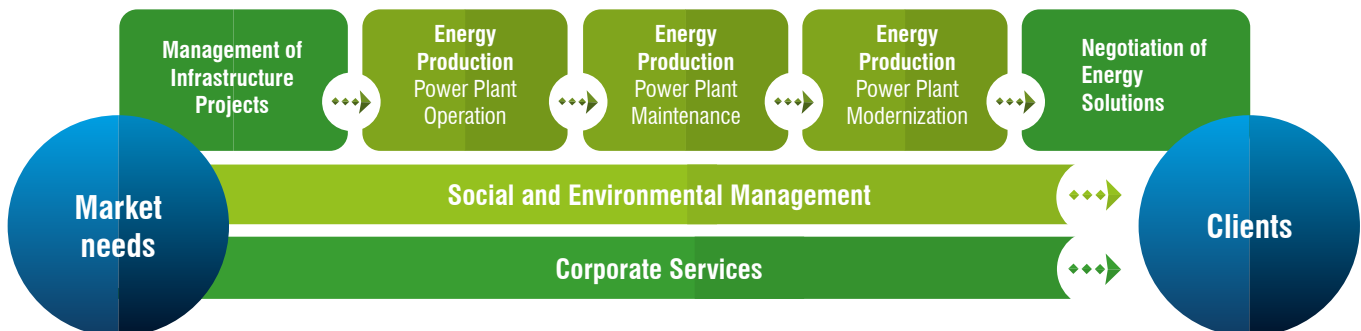 Management of
Infrastructure
Projects
Energy
Production
Power Plant
Operation
Energy
Production
Power Plant
Maintenance
Energy
Production
Power Plant
Modernization
Negotiation of
Energy
Solutions
Market
needs
Social and Environmental Management
Corporate Services
Clients